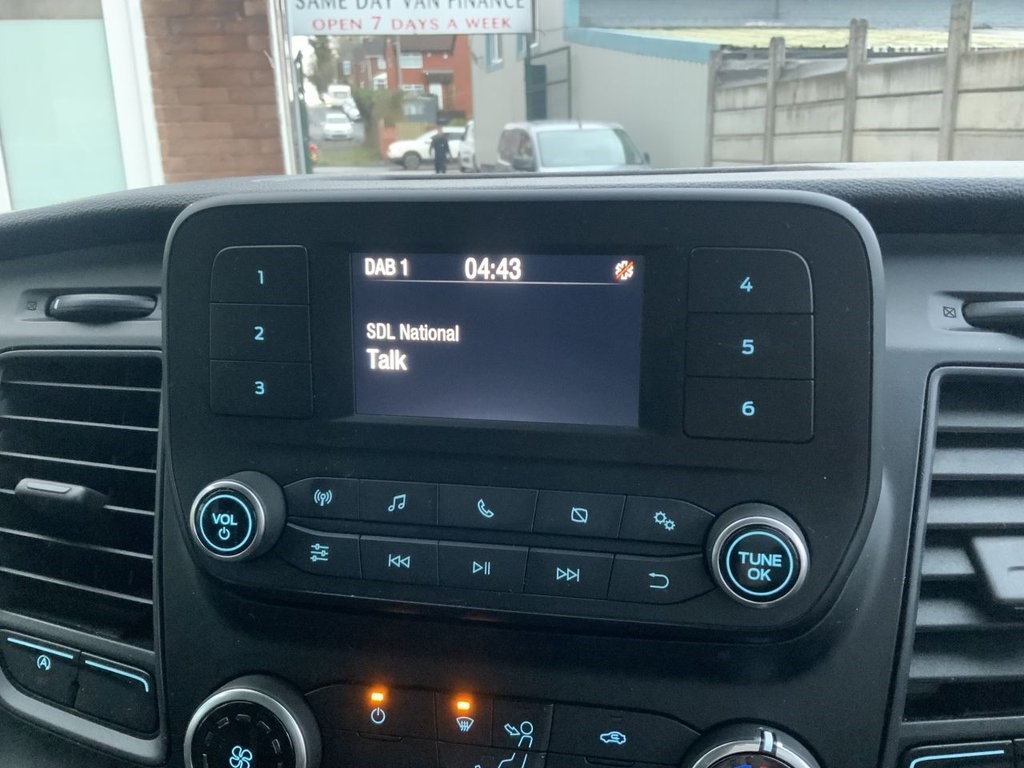 SAME DAY VAN FINANCE
OPEN 7 DAYS A WEEK
DAB 1 04:43
SDL National
Talk
1
2
3
4
5
6
VOL
TUNE
OK
A